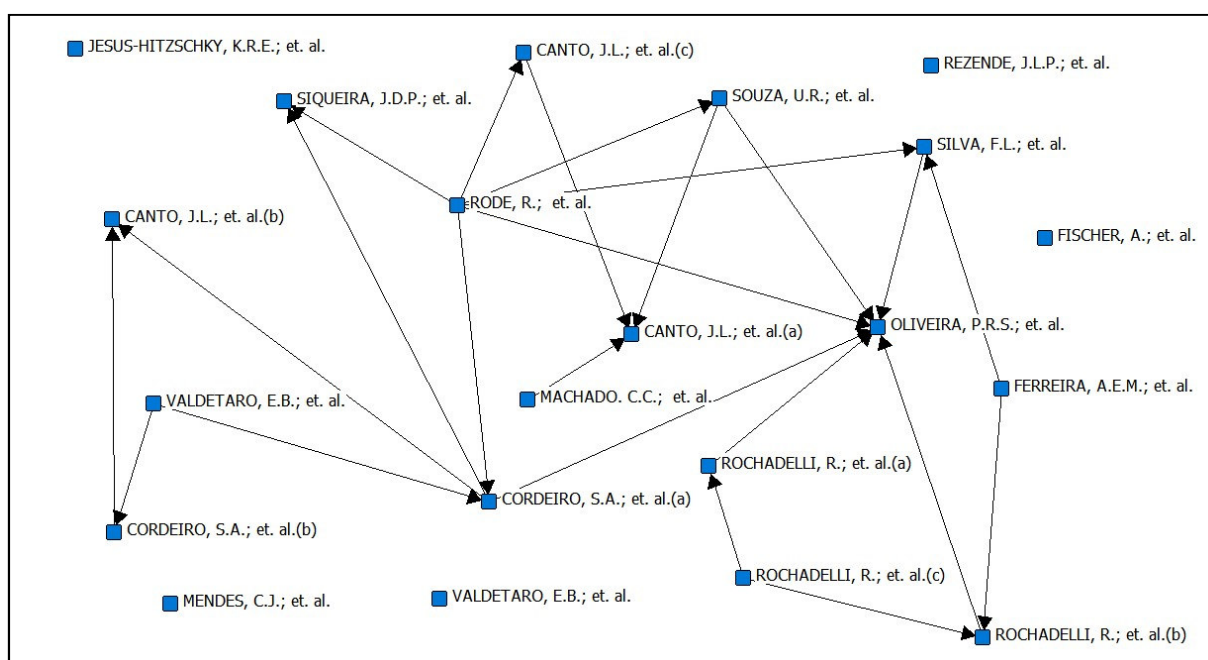 JESUS-HITZSCHKY, K.R.E.; et. al.
CANTO, J.L.; et. al.(c)
REZENDE, J.L.P.; et. al.
SIQUEIRA, J.D.P.; et. al.
SOUZA, U.R.; et. al.
SILVA, F.L.; et. al.
RODE, R.; et. al.
CANTO, J.L.; et. al.(b)
FISCHER, A.; et. al.
OLIVEIRA, P.R.S.; et. al.
CANTO, J.L.; et. al.(a)
FERREIRA, A.E.M.; et. al.
MACHADO. C.C.; et. al.
VALDETARO, E.B.; et. al.
ROCHADELLI, R.; et. al.(a)
CORDEIRO, S.A.; et. al.(a)
CORDEIRO, S.A.; et. al.(b)
ROCHADELLI, R.; et. al.(c)
VALDETARO, E.B.; et. al.
MENDES, C.J.; et. al.
ROCHADELLI, R.; et. al.(b)